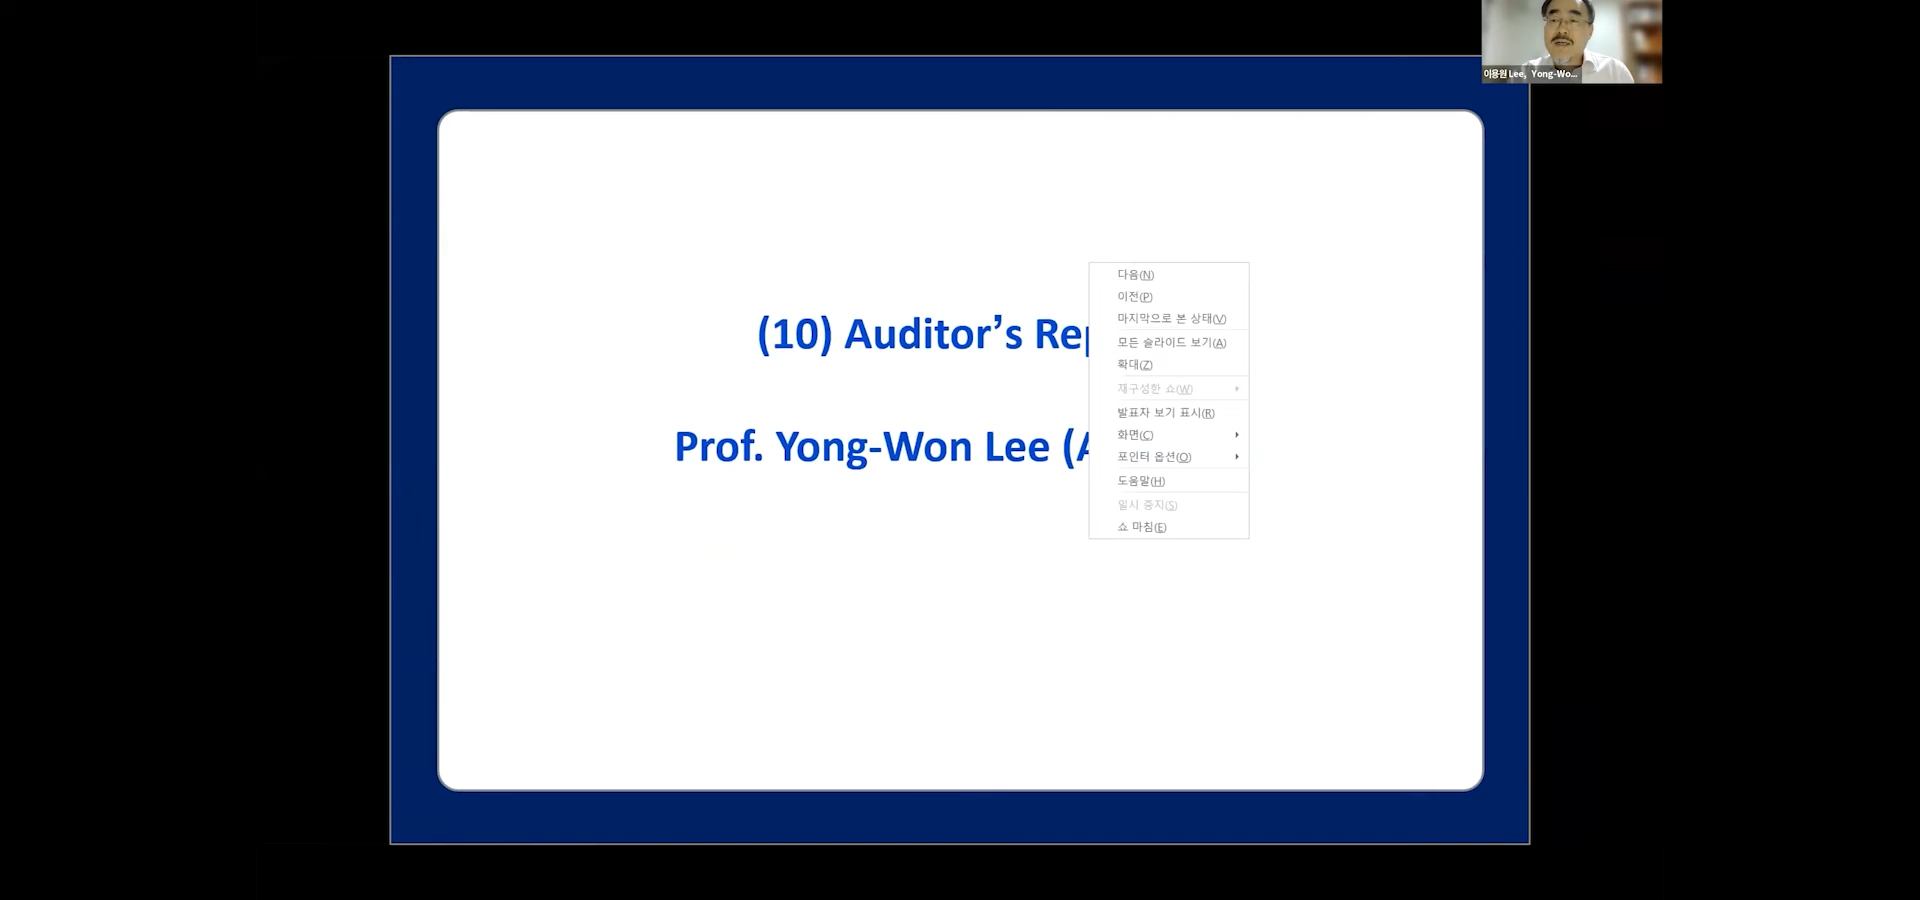 이용원 Lee, Yong-Wo...
(10) Auditor’s Rep
Prof. Yong-Won Lee (A
다음(N)
이전(P)
마지막으로 본 상태(V)
모든 슬라이드 보기(A)
확대(Z)
재구성한 쇼(W)
발표자 보기 표시(R)
화면(C)
포인터 옵션(O)
도움말(H)
일시 중지(S)
쇼 마침(E)